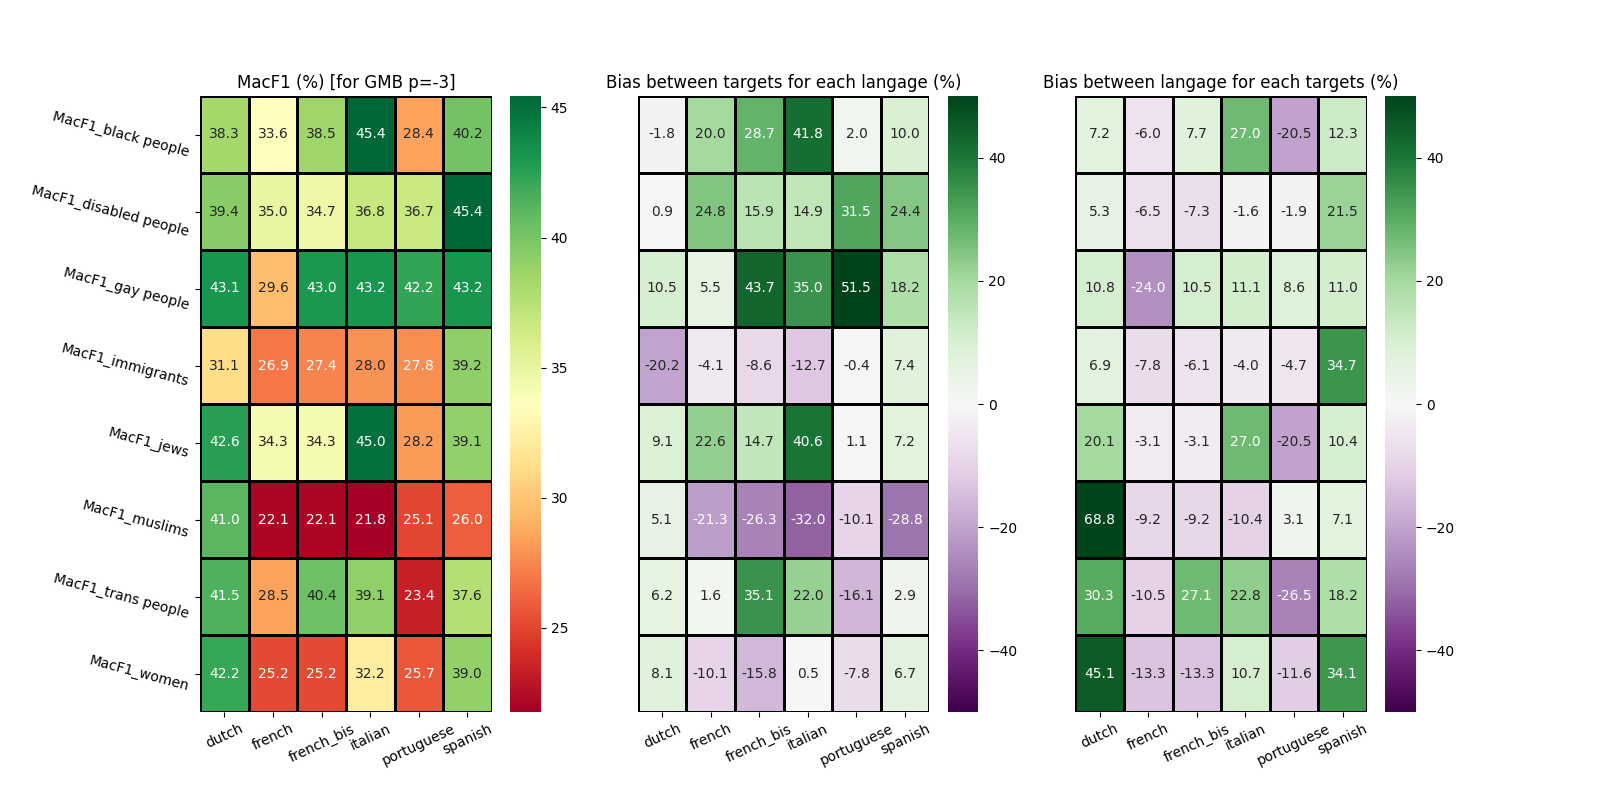 MacF1 (%) [for GMB p=-3]
Bias between targets for each langage (%)
Bias between langage for each targets (%)
MacF1_black people 38.3 33.6 38.5 45.4 28.4 40.2
-1.8 20.0 28.7 41.8 2.0 10.0
7.2 -6.0 7.7 27.0 -20.5 12.3
MacF1_disabled people 39.4 35.0 34.7 36.8 36.7 45.4
0.9 24.8 15.9 14.9 31.5 24.4
5.3 -6.5 -7.3 -1.6 -1.9 21.5
MacF1_gay people 43.1 29.6 43.0 43.2 42.2 43.2
10.5 5.5 43.7 35.0 51.5 18.2
10.8 -24.0 10.5 11.1 8.6 11.0
MacF1_immigrants 31.1 26.9 27.4 28.0 27.8 39.2
-20.2 -4.1 -8.6 -12.7 -0.4 7.4
6.9 -7.8 -6.1 -4.0 -4.7 34.7
MacF1_jews 42.6 34.3 34.3 45.0 28.2 39.1
9.1 22.6 14.7 40.6 1.1 7.2
20.1 -3.1 -3.1 27.0 -20.5 10.4
MacF1_muslims 41.0 22.1 22.1 21.8 25.1 26.0
5.1 -21.3 -26.3 -32.0 -10.1 -28.8
68.8 -9.2 -9.2 -10.4 3.1 7.1
MacF1_trans people 41.5 28.5 40.4 39.1 23.4 37.6
6.2 1.6 35.1 22.0 -16.1 2.9
30.3 -10.5 27.1 22.8 -26.5 18.2
MacF1_women 42.2 25.2 25.2 32.2 25.7 39.0
8.1 -10.1 -15.8 0.5 -7.8 6.7
45.1 -13.3 -13.3 10.7 -11.6 34.1
dutch french french_bis italian portuguese spanish
dutch french french_bis italian portuguese spanish
dutch french french_bis italian portuguese spanish
45
40
35
30
25
40
20
0
−20
−40
40
20
0
−20
−40